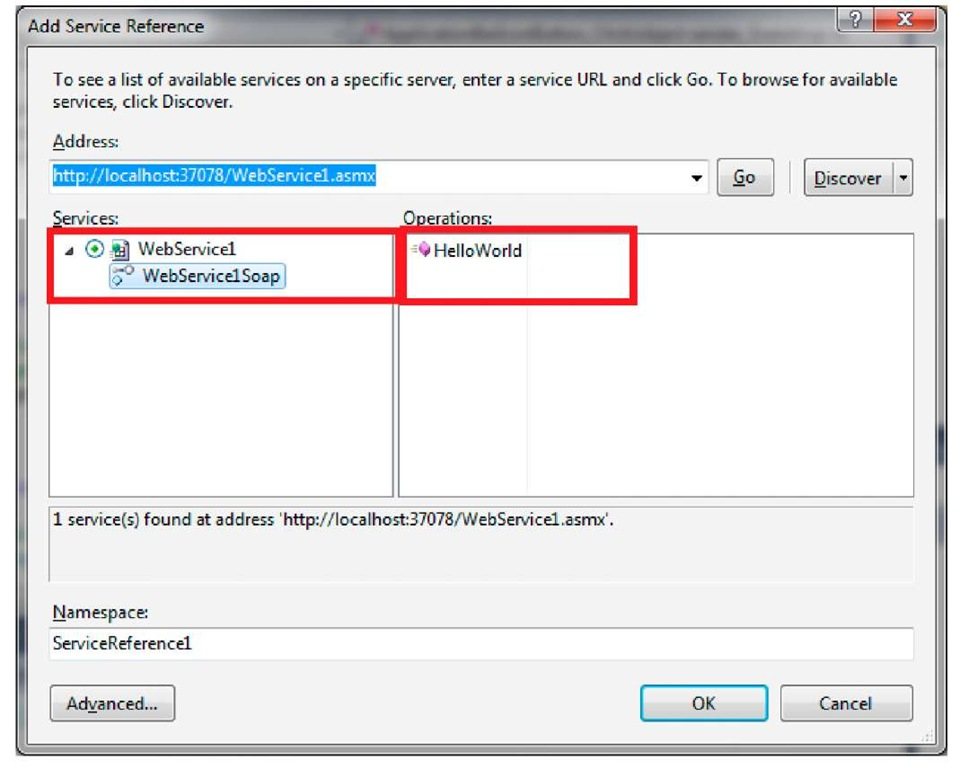 Add Service Reference
To see a list of available services on a specific server, enter a service URL and click Go. To browse for available
services, click Discover.
Address:
http://localhost:37078/WebService1.asmx
Go
Discover
Services:
Operations:
WebService1
HelloWorld
WebService1Soap
1 service(s) found at address 'http://localhost:37078/WebService1.asmx'.
Namespace:
ServiceReference1
Advanced...
OK
Cancel